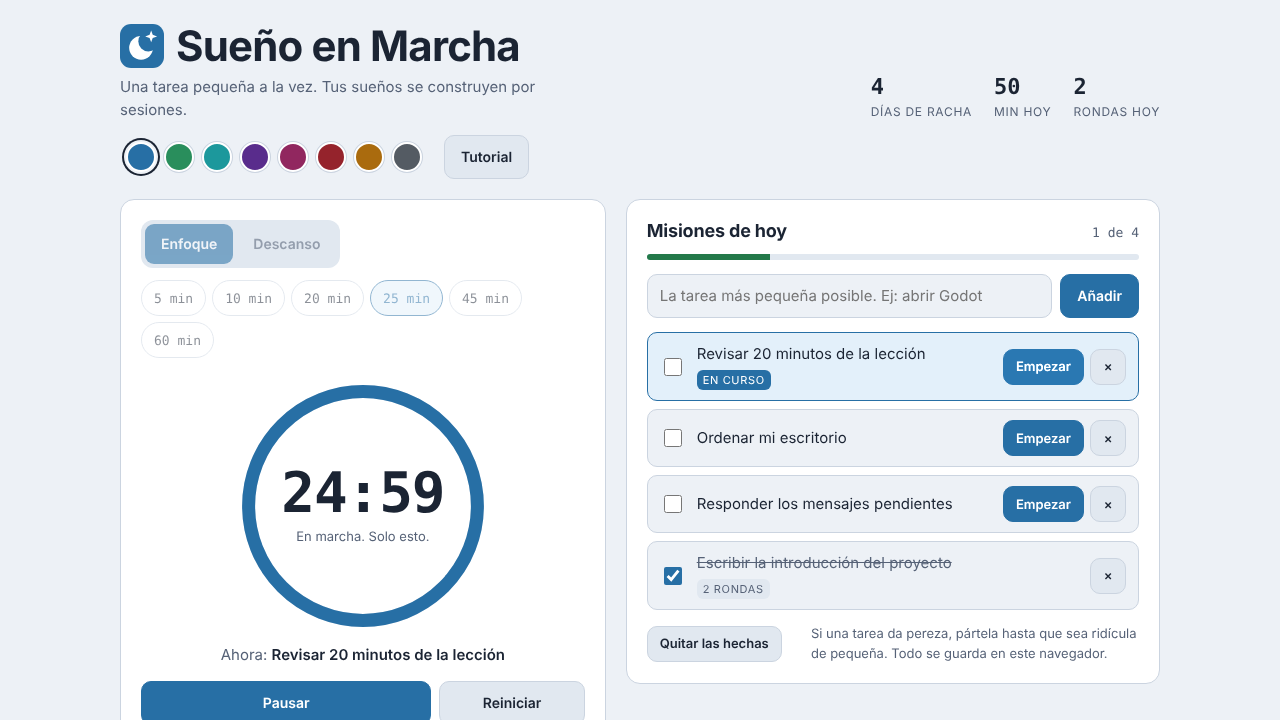 Sueño en Marcha
Una tarea pequeña a la vez. Tus sueños se construyen por
sesiones.
4
DÍAS DE RACHA
50
MIN HOY
2
RONDAS HOY
Tutorial
Enfoque
Descanso
5 min
10 min
20 min
25 min
45 min
60 min
24:59
En marcha. Solo esto.
Ahora: Revisar 20 minutos de la lección
Pausar
Reiniciar
Misiones de hoy
1 de 4
La tarea más pequeña posible. Ej: abrir Godot
Añadir
Revisar 20 minutos de la lección
EN CURSO
Empezar
×
Ordenar mi escritorio
Empezar
×
Responder los mensajes pendientes
Empezar
×
Escribir la introducción del proyecto
2 RONDAS
×
Quitar las hechas
Si una tarea da pereza, pártela hasta que sea ridícula
de pequeña. Todo se guarda en este navegador.